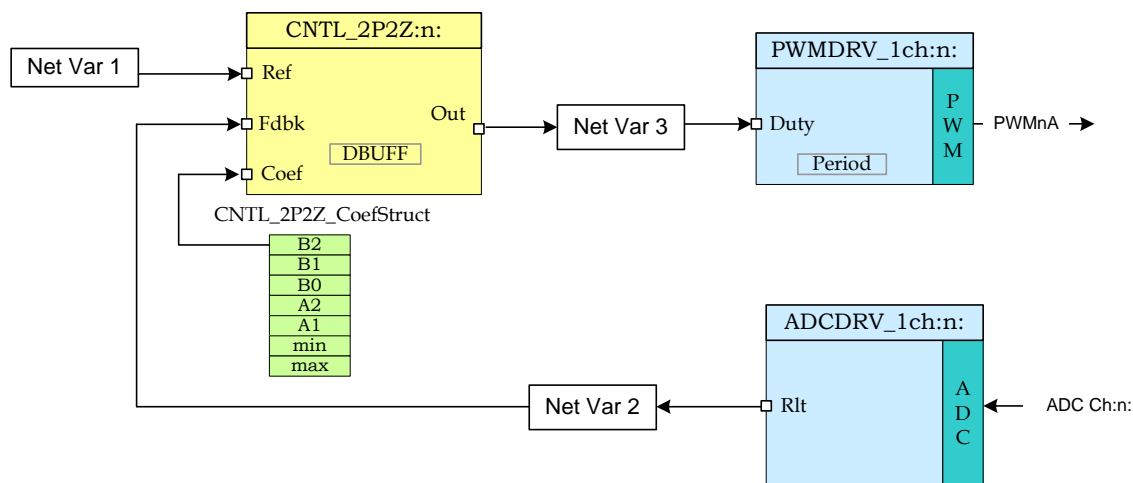 CNTL_2P2Z:n:
Net Var 1
Ref
Fdbk
Out
DBUFF
Coef
CNTL_2P2Z_CoefStruct
B2
B1
B0
A2
A1
min
max
Net Var 3
PWMDRV_1ch:n:
Duty
Period
P
W
M
PWMnA
ADCDRV_1ch:n:
Net Var 2
Rlt
A
D
C
ADC Ch:n: